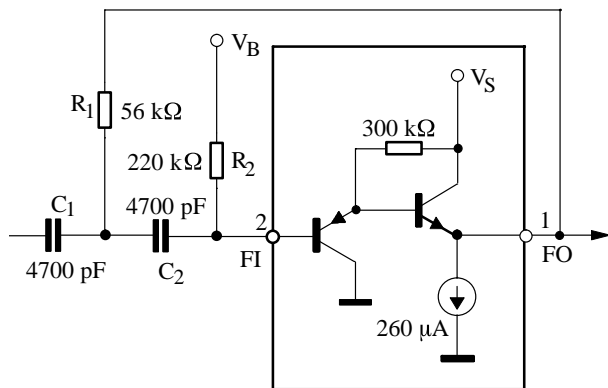 V_B
R_1
56 kΩ
V_S
300 kΩ
220 kΩ
R_2
C_1
4700 pF
2
1
4700 pF
C_2
FI
FO
260 μA